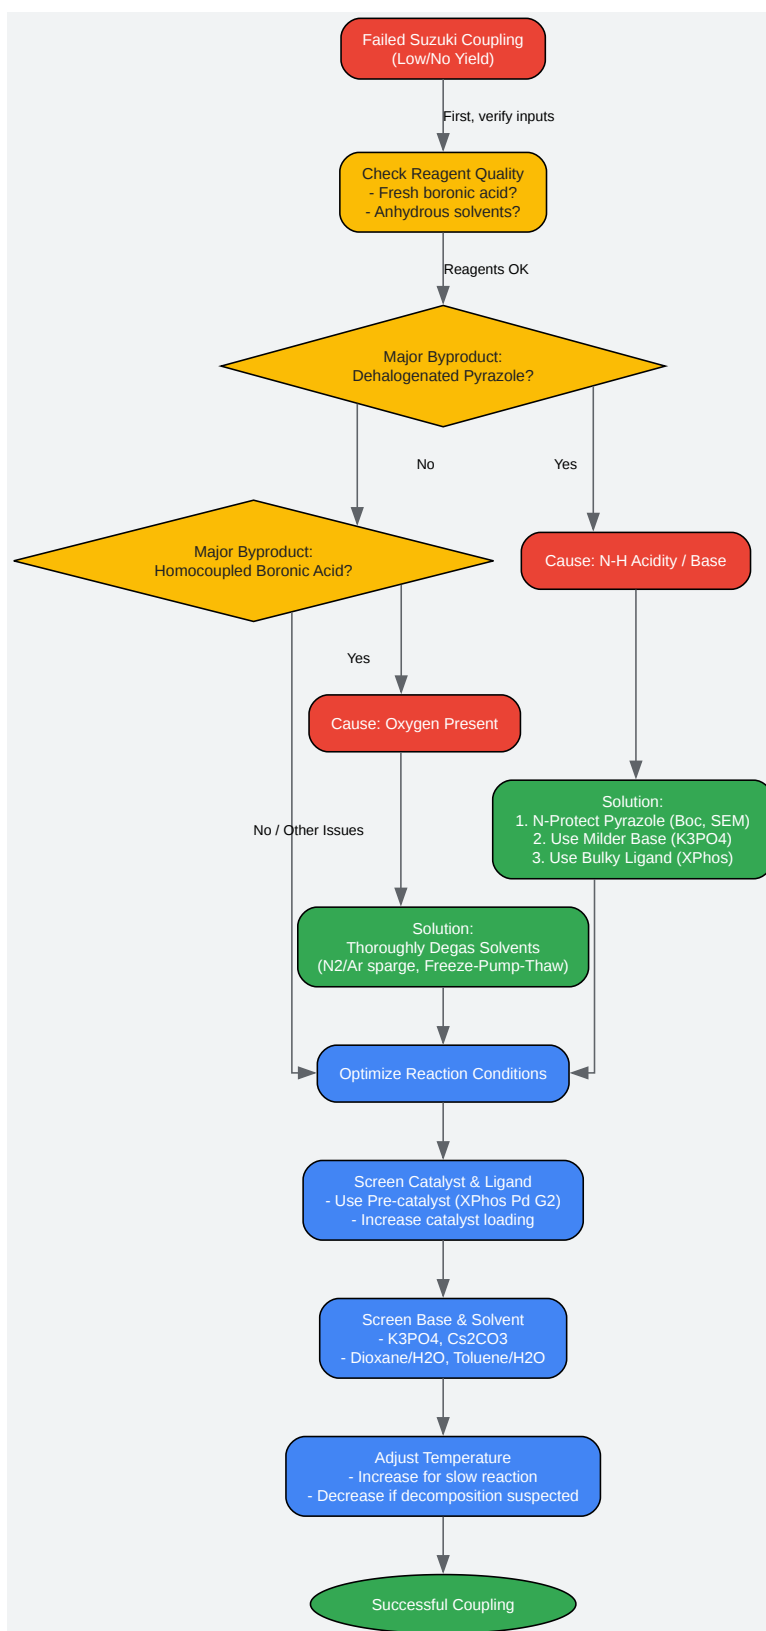 Failed Suzuki Coupling
(Low/No Yield)
First, verify inputs
Check Reagent Quality
- Fresh boronic acid?
- Anhydrous solvents?
Reagents OK
Major Byproduct:
Dehalogenated Pyrazole?
No
Yes
Major Byproduct:
Homocoupled Boronic Acid?
Cause: N-H Acidity / Base
Yes
Cause: Oxygen Present
Solution:
1. N-Protect Pyrazole (Boc, SEM)
2. Use Milder Base (K3PO4)
3. Use Bulky Ligand (XPhos)
No / Other Issues
Solution:
Thoroughly Degas Solvents
(N2/Ar sparge, Freeze-Pump-Thaw)
Optimize Reaction Conditions
Screen Catalyst & Ligand
- Use Pre-catalyst (XPhos Pd G2)
- Increase catalyst loading
Screen Base & Solvent
- K3PO4, Cs2CO3
- Dioxane/H2O, Toluene/H2O
Adjust Temperature
- Increase for slow reaction
- Decrease if decomposition suspected
Successful Coupling